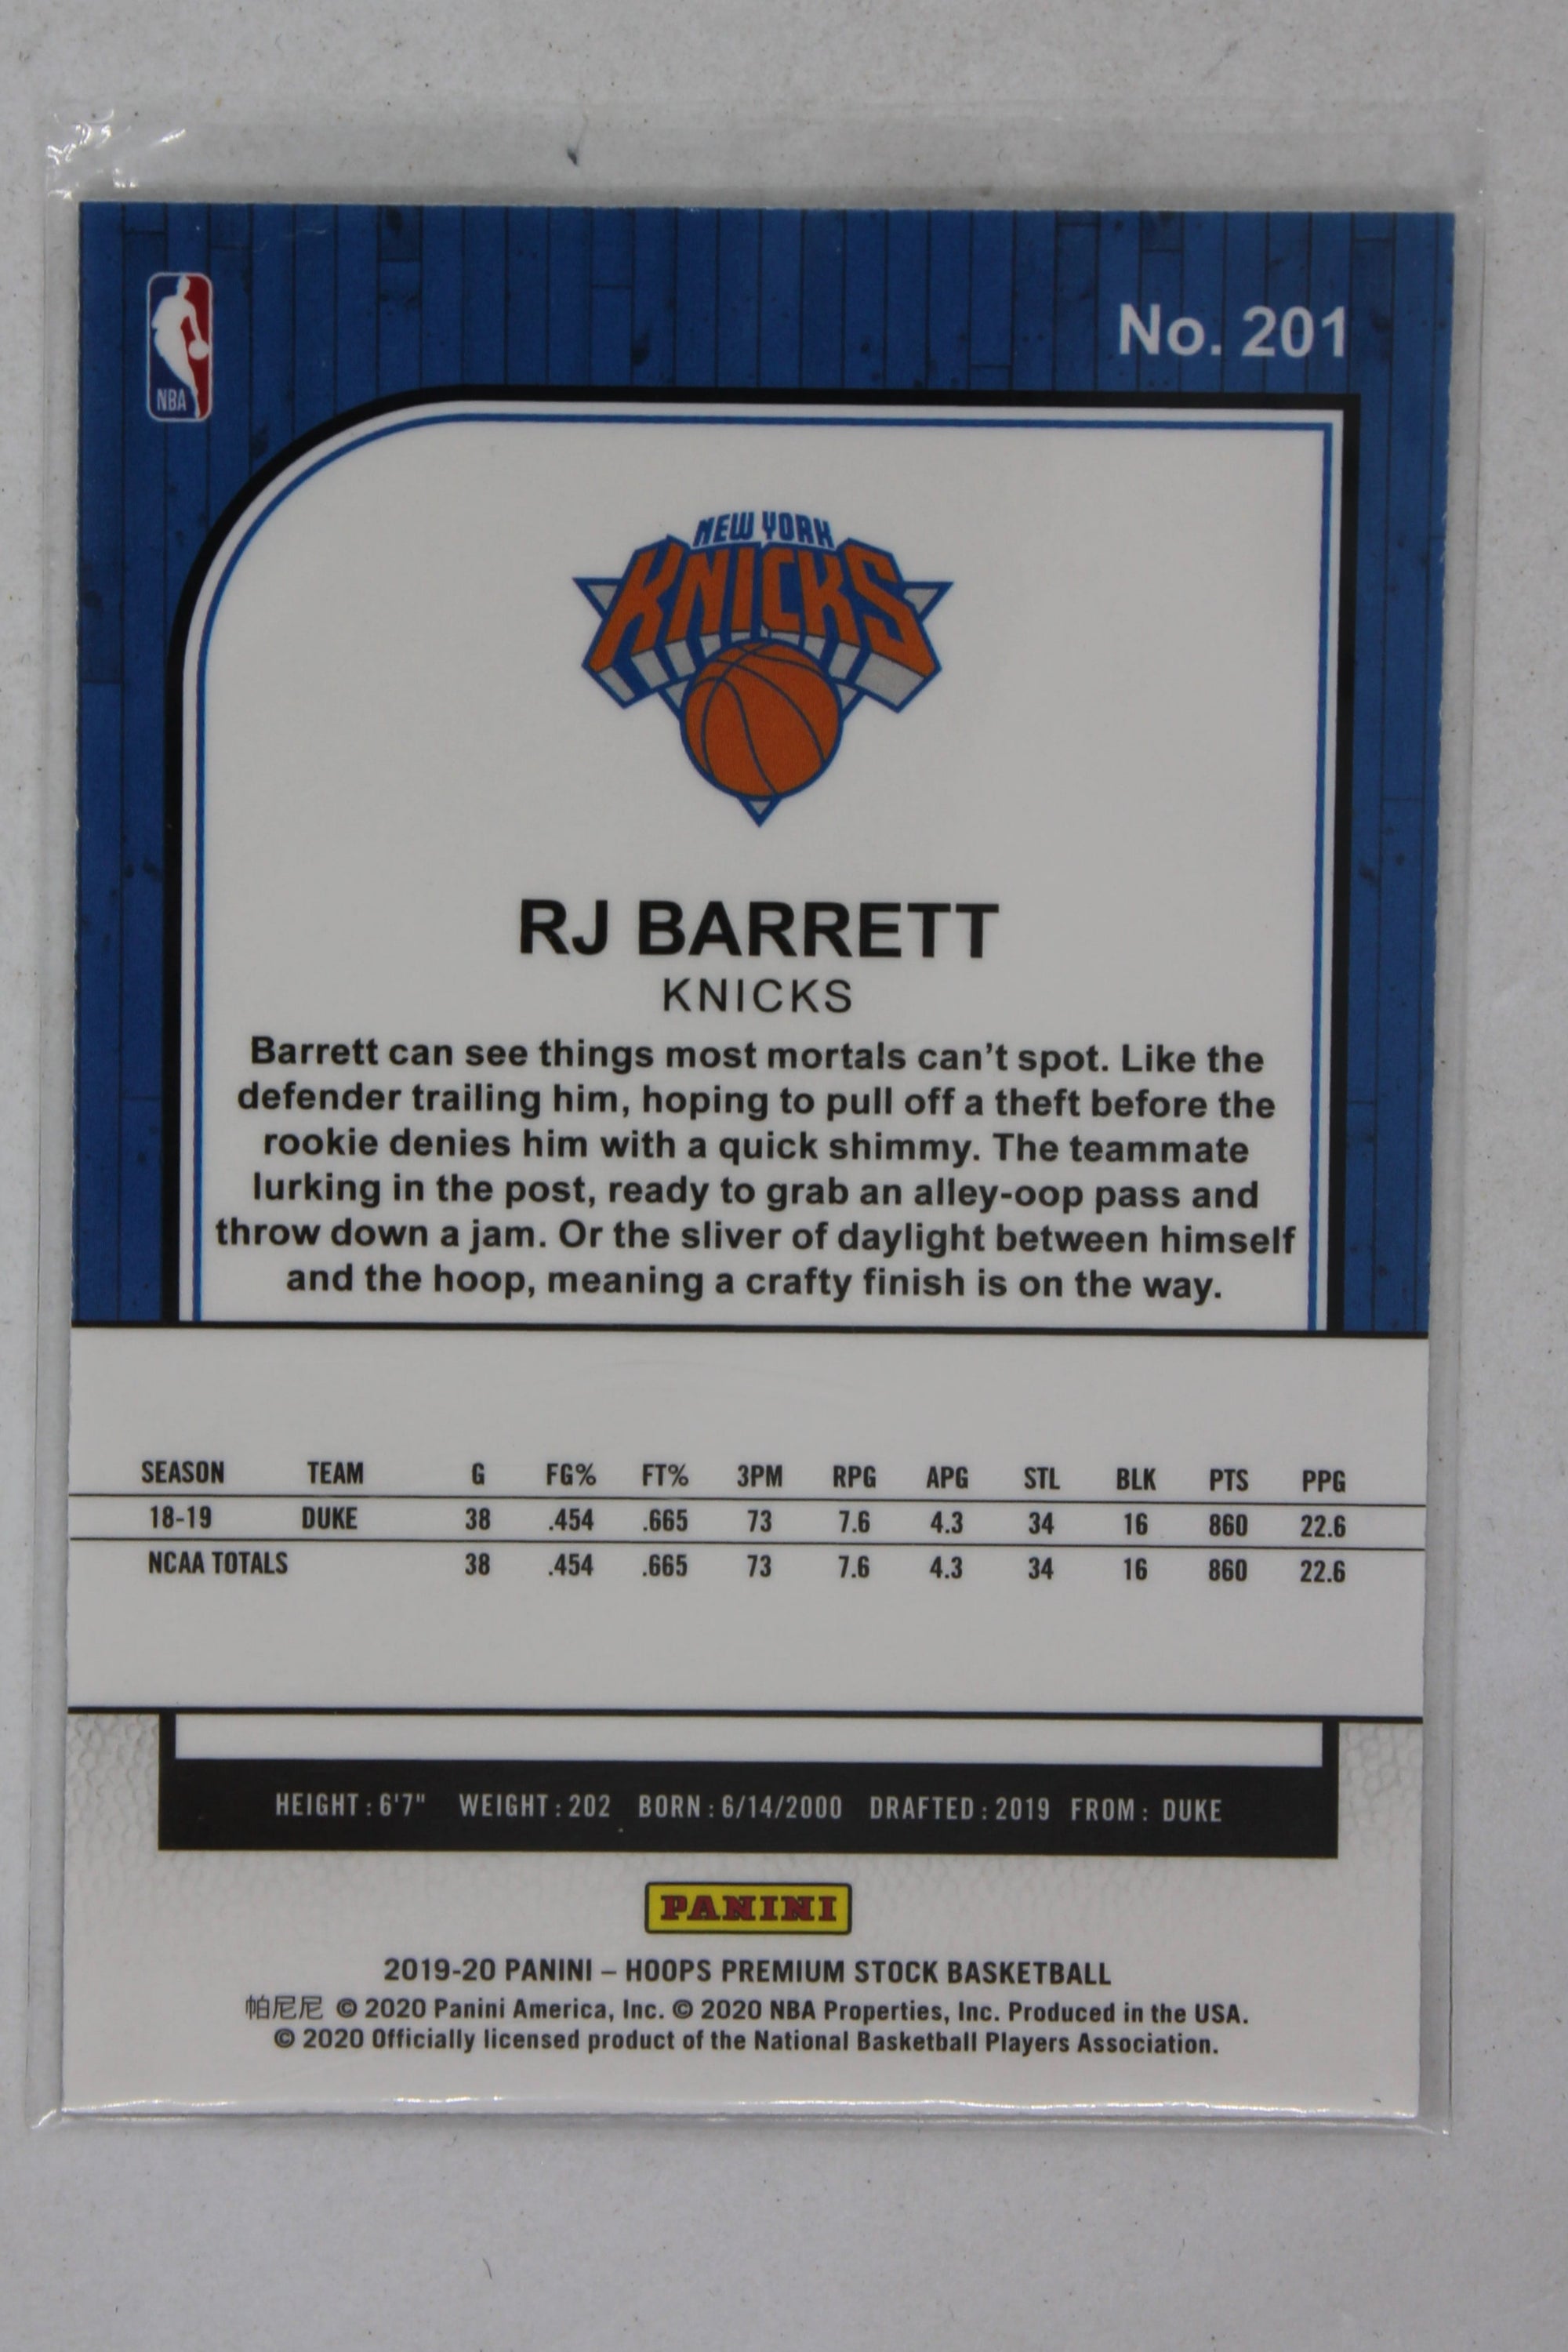 NBA
No. 201
NEW YORK
KNICKS
RJ BARRETT
KNICKS
Barrett can see things most mortals can't spot. Like the
defender trailing him, hoping to pull off a theft before the
rookie denies him with a quick shimmy. The teammate
lurking in the post, ready to grab an alley-oop pass and
throw down a jam. Or the sliver of daylight between himself
and the hoop, meaning a crafty finish is on the way.
SEASON TEAM G FG% FT% 3PM RPG APG STL BLK PTS PPG
18-19 DUKE 38 .454 .665 73 7.6 4.3 34 16 860 22.6
NCAA TOTALS 38 .454 .665 73 7.6 4.3 34 16 860 22.6
HEIGHT: 6'7" WEIGHT: 202 BORN: 6/14/2000 DRAFTED: 2019 FROM: DUKE
PANINI
2019-20 PANINI – HOOPS PREMIUM STOCK BASKETBALL
帕尼尼 © 2020 Panini America, Inc. © 2020 NBA Properties, Inc. Produced in the USA.
© 2020 Officially licensed product of the National Basketball Players Association.